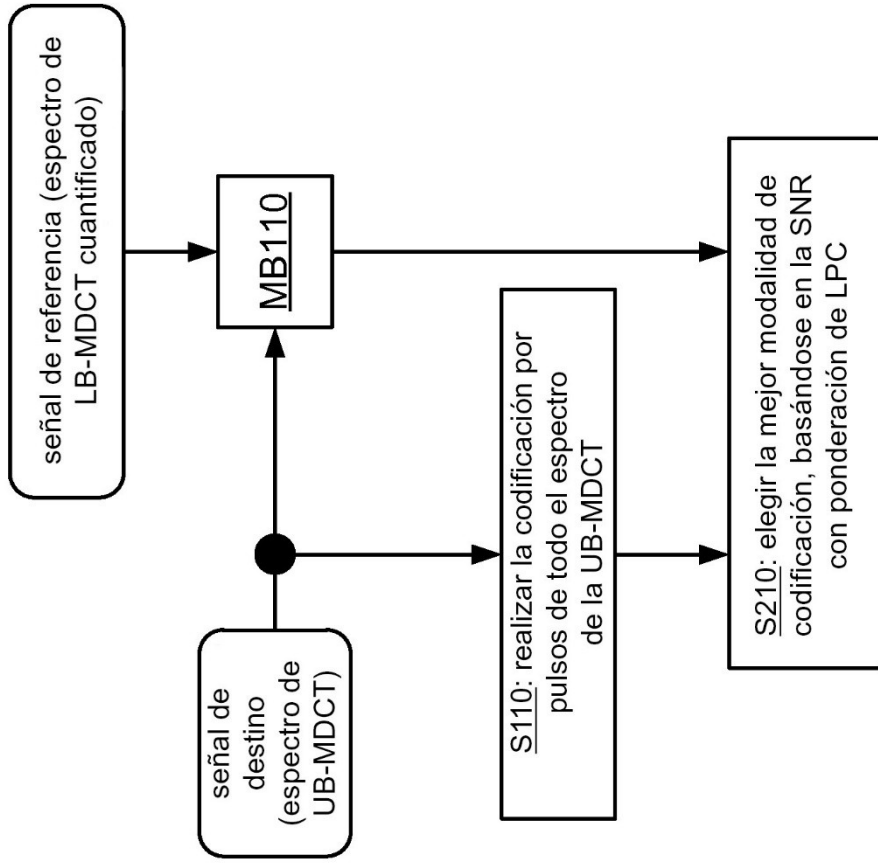 señal de referencia (espectro de
LB-MDCT cuantificado)
señal de
destino
(espectro de
UB-MDCT)
MB110
S110: realizar la codificación por
pulsos de todo el espectro
de la UB-MDCT
S210: elegir la mejor modalidad de
codificación, basándose en la SNR
con ponderación de LPC